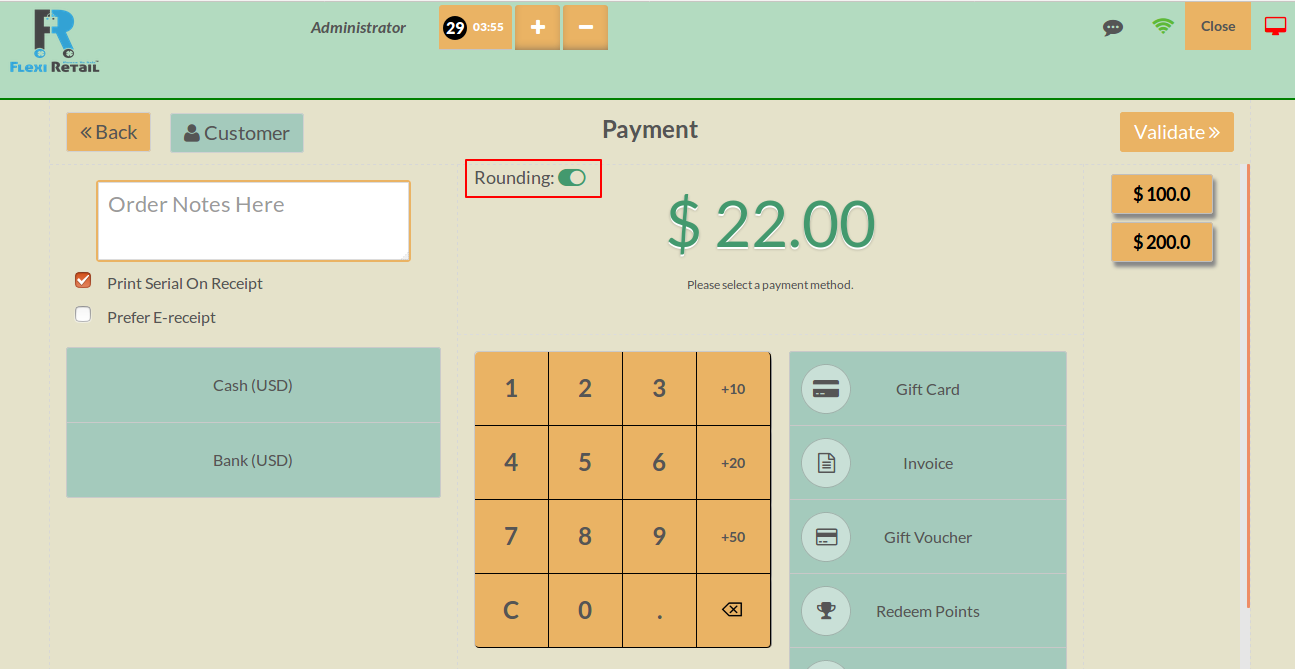 FLEXI RETAIL
Administrator
29 03:55
+
−
Close
« Back
Customer
Payment
Validate »
Order Notes Here
Rounding:
$ 22.00
Please select a payment method.
$ 100.0
$ 200.0
Print Serial On Receipt
Prefer E-receipt
Cash (USD)
Bank (USD)
1 2 3 +10
4 5 6 +20
7 8 9 +50
C 0 .
Gift Card
Invoice
Gift Voucher
Redeem Points